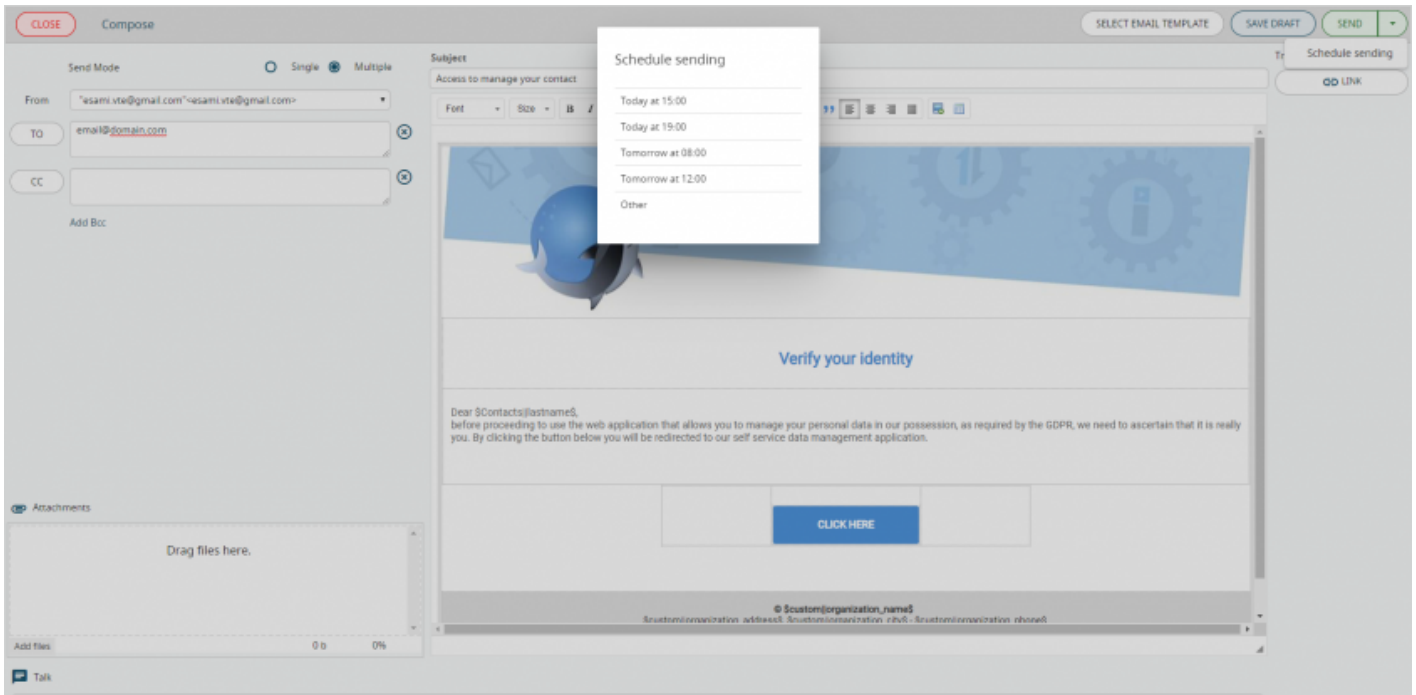 CLOSE
Compose
SELECT EMAIL TEMPLATE
SAVE DRAFT
SEND
Schedule sending
Send Mode
Single
Multiple
From
"esami.vte@gmail.com"<esami.vte@gmail.com>
TO
email@domain.com
CC
Add Bcc
Subject
Access to manage your contact
Font
Size
B I
LINK
Schedule sending
Today at 15:00
Today at 19:00
Tomorrow at 08:00
Tomorrow at 12:00
Other
Verify your identity
Dear $Contacts|lastname$,
before proceeding to use the web application that allows you to manage your personal data in our possession, as required by the GDPR, we need to ascertain that it is really
you. By clicking the button below you will be redirected to our self service data management application.
CLICK HERE
© $custom|organization_name$
$custom|organization_address$, $custom|organization_city$ - $custom|organization_phone$
Attachments
Drag files here.
Add files
0 b
0%
Talk